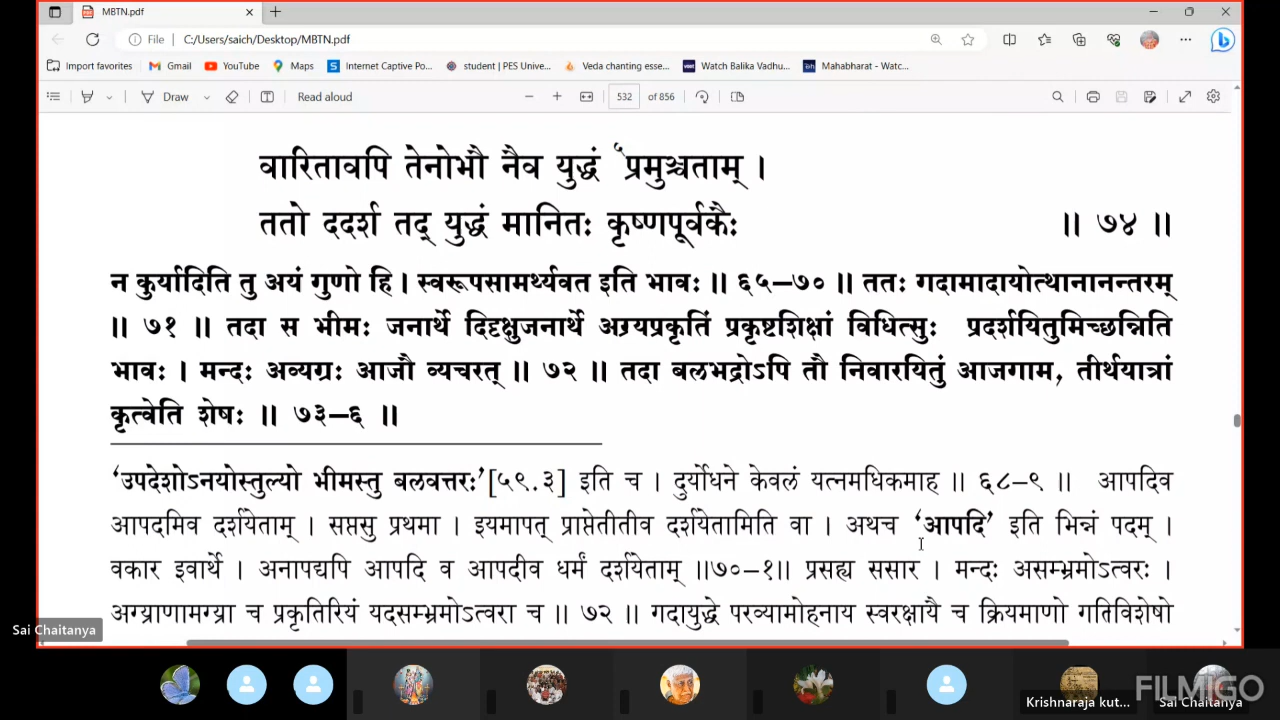 MBTN.pdf
File C:/Users/saich/Desktop/MBTN.pdf
Import favorites Gmail YouTube Maps Internet Captive Po... student | PES Unive... Veda chanting esse... Watch Balika Vadhu... Mahabharat - Watc...
Draw Read aloud 532 of 856
वारितावपि तेनोभौ नैव युद्धं ५प्रमुञ्चताम् ।
ततो ददर्श तद् युद्धं मानितः कृष्णपूर्वकैः ॥ ७४ ॥
न कुर्यादिति तु अयं गुणो हि । स्वरूपसामर्थ्यवत इति भावः ॥ ६५–७० ॥ ततः गदामादायोत्थानानन्तरम्
॥ ७१ ॥ तदा स भीमः जनार्थे दिदृक्षुजनार्थे अग्र्यप्रकृतिं प्रकृष्टशिक्षां विधित्सुः प्रदर्शयितुमिच्छन्निति
भावः । मन्दः अव्यग्रः आजौ व्यचरत् ॥ ७२ ॥ तदा बलभद्रोऽपि तौ निवारयितुं आजगाम, तीर्थयात्रां
कृत्वेति शेषः ॥ ७३–६ ॥
‘उपदेशोऽनयोस्तुल्यो भीमस्तु बलवत्तरः’[५९.३] इति च । दुर्योधने केवलं यत्नमधिकमाह ॥ ६८–९ ॥ आपदिव
आपदमिव दर्शयेताम् । सप्तसु प्रथमा । इयमापत् प्राप्तेतीतीव दर्शयेतामिति वा । अथच ‘आपदि’ इति भिन्नं पदम् ।
वकार इवार्थे । अनापद्यपि आपदि व आपदीव धर्मं दर्शयेताम् ॥७०–१॥ प्रसह्य ससार । मन्दः असम्भ्रमोऽत्वरः ।
अग्र्याणामग्र्या च प्रकृतिरियं यदसम्भ्रमोऽत्वरा च ॥ ७२ ॥ गदायुद्धे परव्यामोहनाय स्वरक्षायै च क्रियमाणो गतिविशेषो
Sai Chaitanya
Krishnaraja kut... Sai Chaitanya
FILMIGO